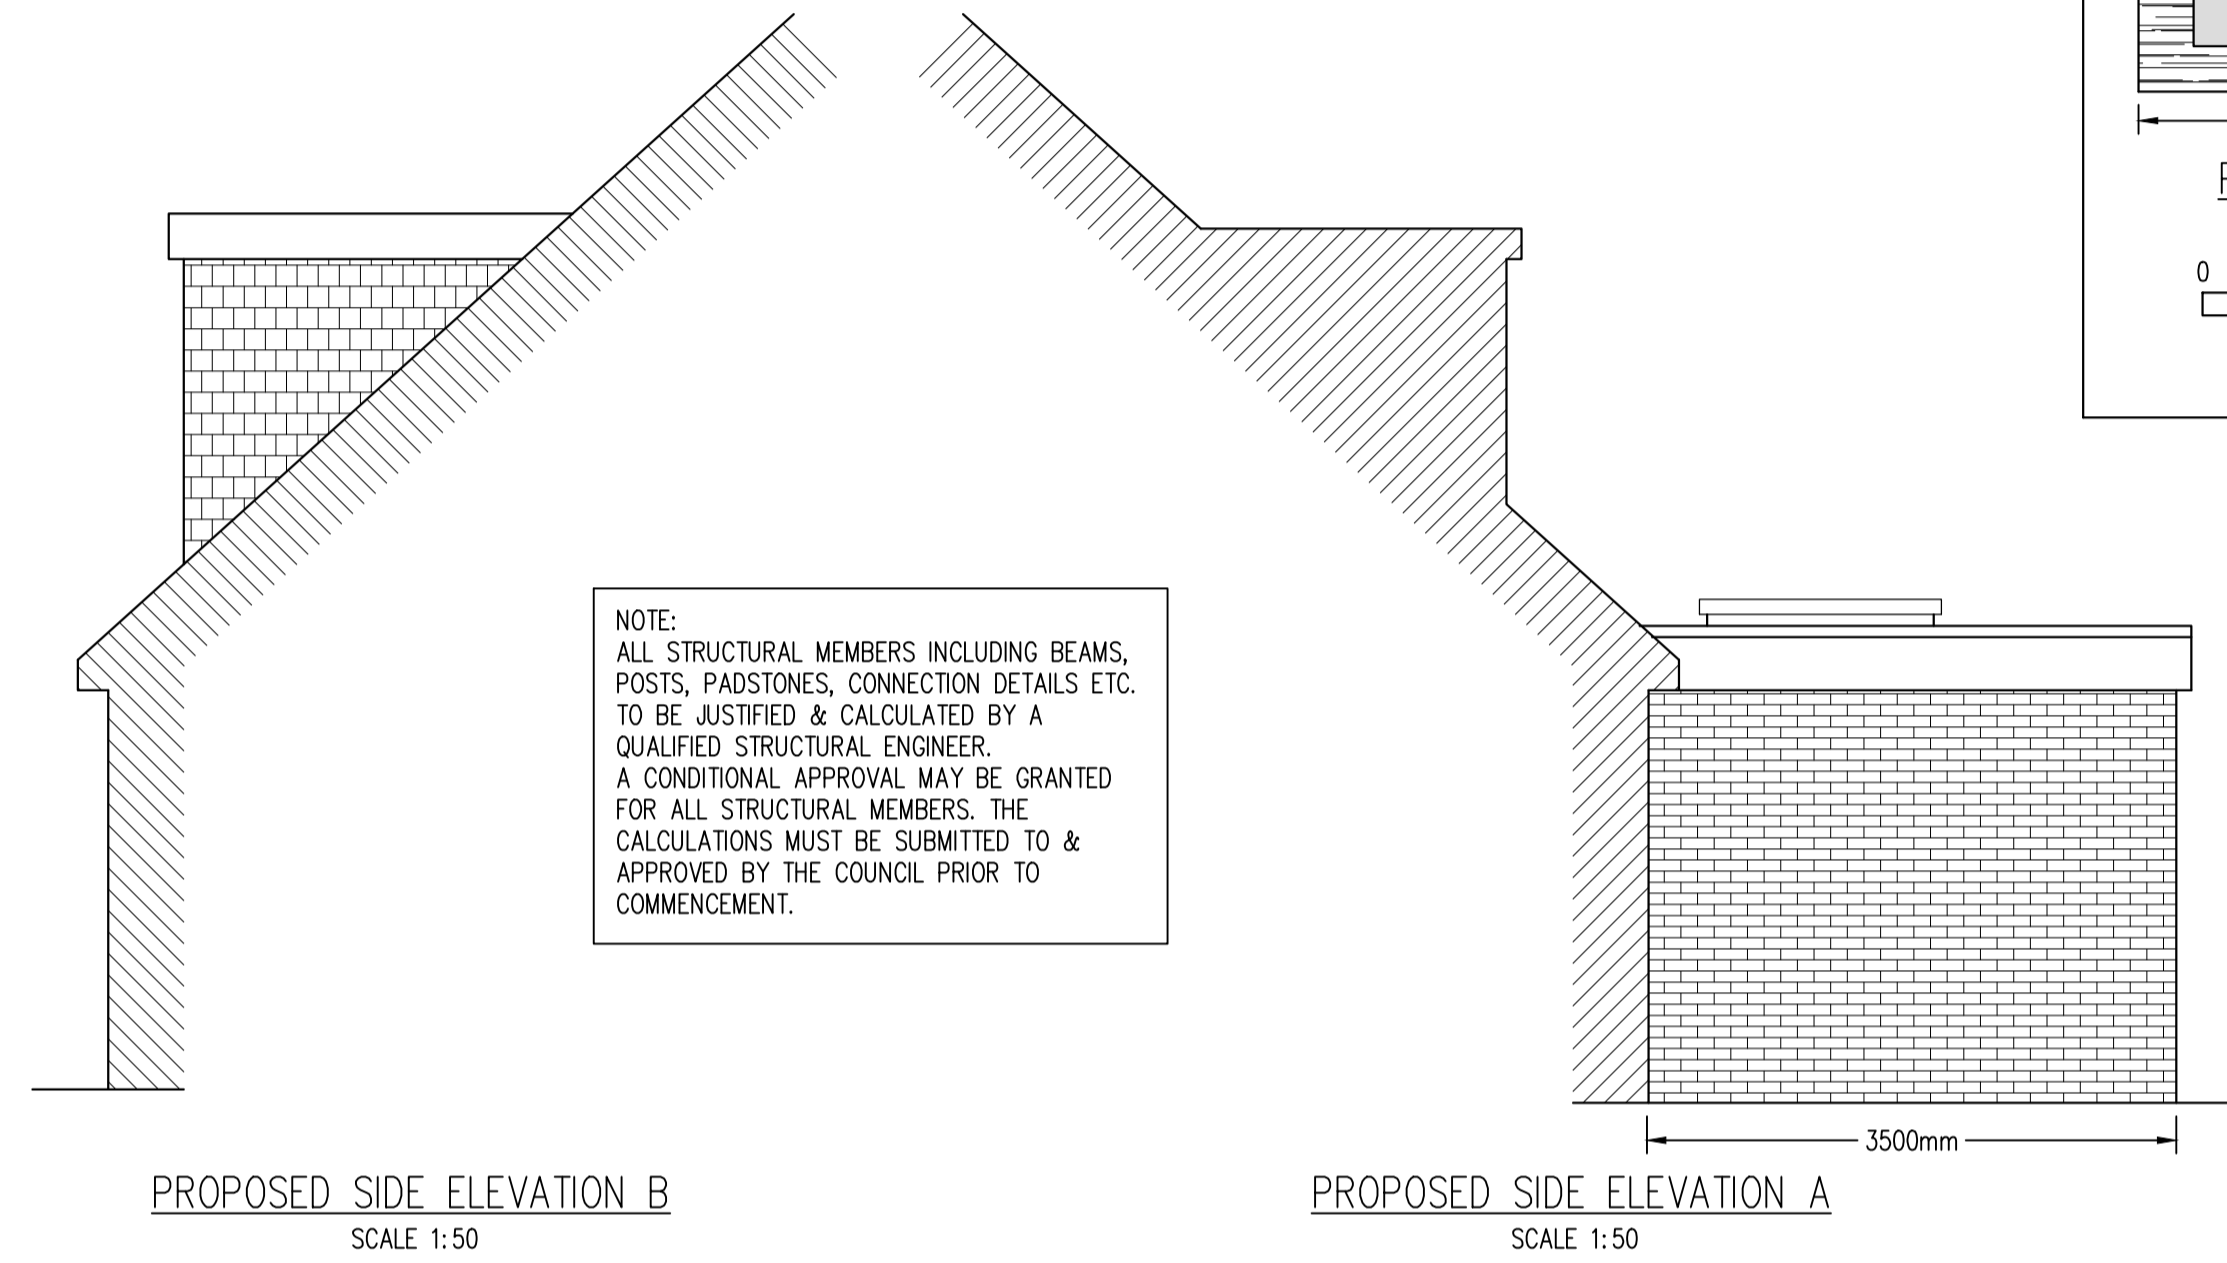 0
NOTE:
ALL STRUCTURAL MEMBERS INCLUDING BEAMS,
POSTS, PADSTONES, CONNECTION DETAILS ETC.
TO BE JUSTIFIED & CALCULATED BY A
QUALIFIED STRUCTURAL ENGINEER.
A CONDITIONAL APPROVAL MAY BE GRANTED
FOR ALL STRUCTURAL MEMBERS. THE
CALCULATIONS MUST BE SUBMITTED TO &
APPROVED BY THE COUNCIL PRIOR TO
COMMENCEMENT.
3500mm
PROPOSED SIDE ELEVATION B
SCALE 1:50
PROPOSED SIDE ELEVATION A
SCALE 1:50